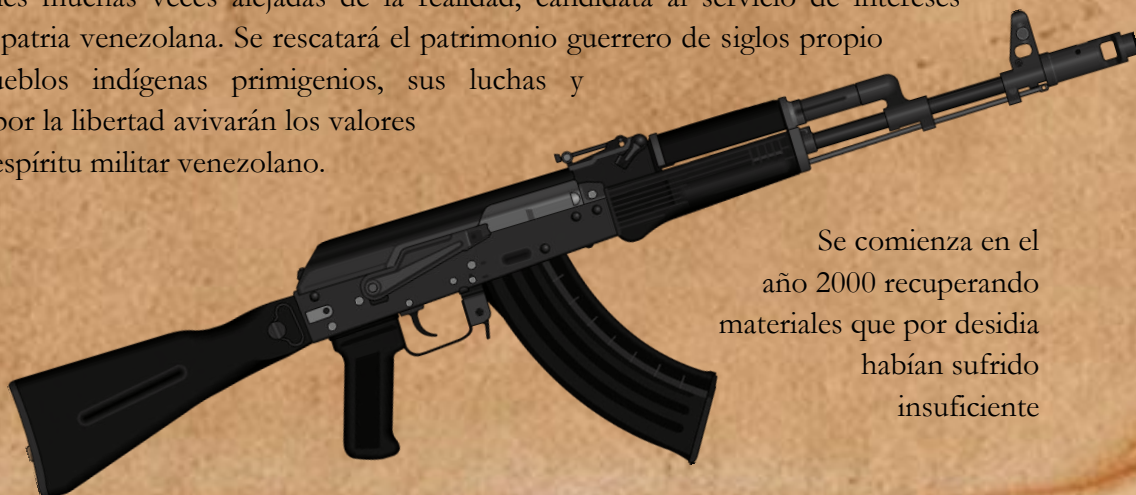 muchas veces alejadas de la realidad, candidata al servicio de intereses
patria venezolana. Se rescatará el patrimonio guerrero de siglos propio
indígenas primigenios, sus luchas y
por la libertad avivarán los valores
espíritu militar venezolano.
Se comienza en el
año 2000 recuperando
materiales que por desidia
habían sufrido
insuficiente